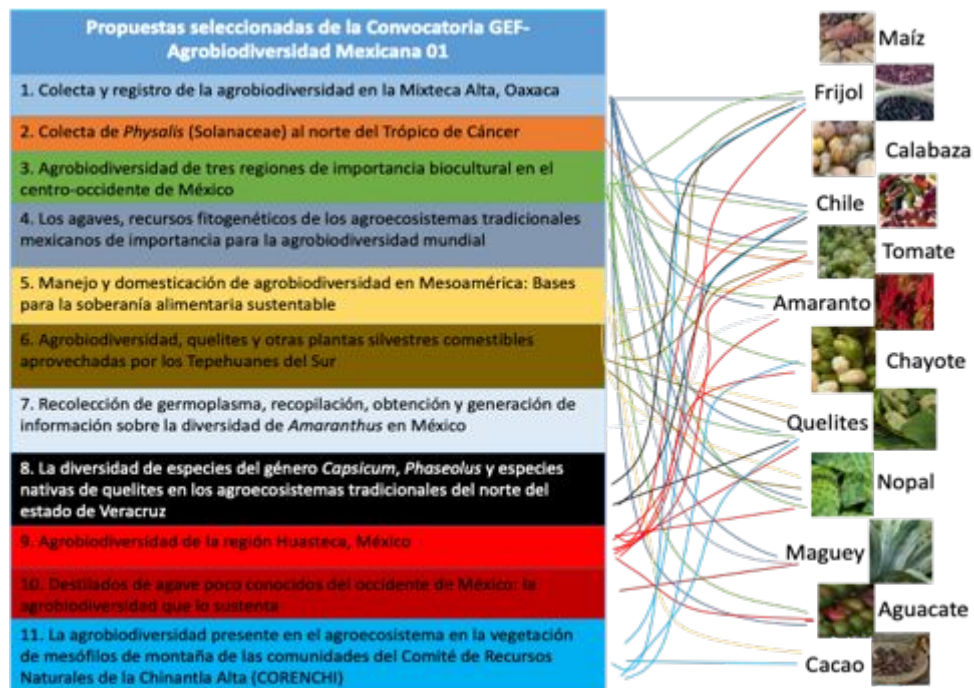 Propuestas seleccionadas de la Convocatoria GEF-
Agrobiodiversidad Mexicana 01
1. Colecta y registro de la agrobiodiversidad en la Mixteca Alta, Oaxaca
2. Colecta de Physalis (Solanaceae) al norte del Trópico de Cáncer
3. Agrobiodiversidad de tres regiones de importancia biocultural en el
centro-occidente de México
4. Los agaves, recursos fitogenéticos de los agroecosistemas tradicionales
mexicanos de importancia para la agrobiodiversidad mundial
5. Manejo y domesticación de agrobiodiversidad en Mesoamérica: Bases
para la soberanía alimentaria sustentable
6. Agrobiodiversidad, quelites y otras plantas silvestres comestibles
aprovechadas por los Tepehuanes del Sur
7. Recolección de germoplasma, recopilación, obtención y generación de
información sobre la diversidad de Amaranthus en México
8. La diversidad de especies del género Capsicum, Phaseolus y especies
nativas de quelites en los agroecosistemas tradicionales del norte del
estado de Veracruz
9. Agrobiodiversidad de la región Huasteca, México
10. Destilados de agave poco conocidos del occidente de México: la
agrobiodiversidad que lo sustenta
11. La agrobiodiversidad presente en el agroecosistema en la vegetación
de mesófilos de montaña de las comunidades del Comité de Recursos
Naturales de la Chinantla Alta (CORENCHI)
Maíz
Frijol
Calabaza
Chile
Tomate
Amaranto
Chayote
Quelites
Nopal
Maguey
Aguacate
Cacao